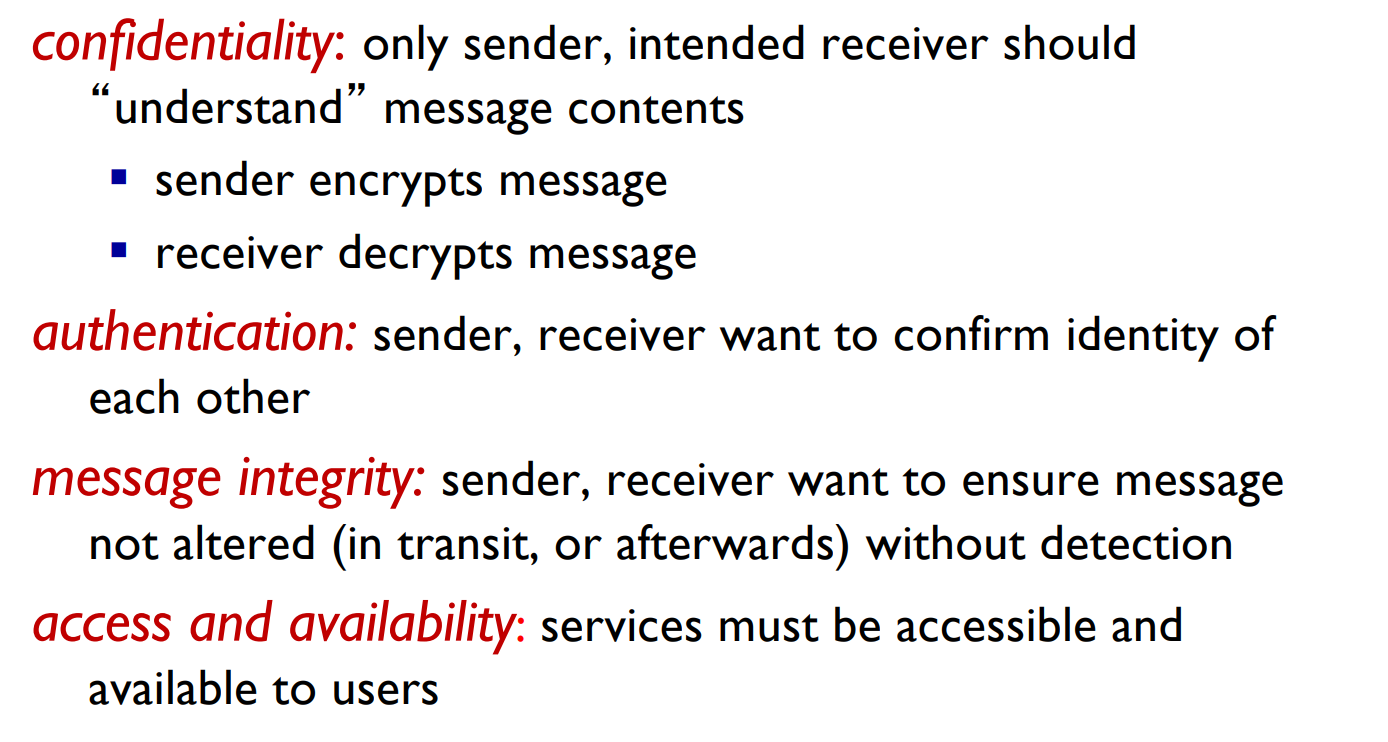 confidentiality: only sender, intended receiver should
“understand” message contents
▪ sender encrypts message
▪ receiver decrypts message
authentication: sender, receiver want to confirm identity of
each other
message integrity: sender, receiver want to ensure message
not altered (in transit, or afterwards) without detection
access and availability: services must be accessible and
available to users